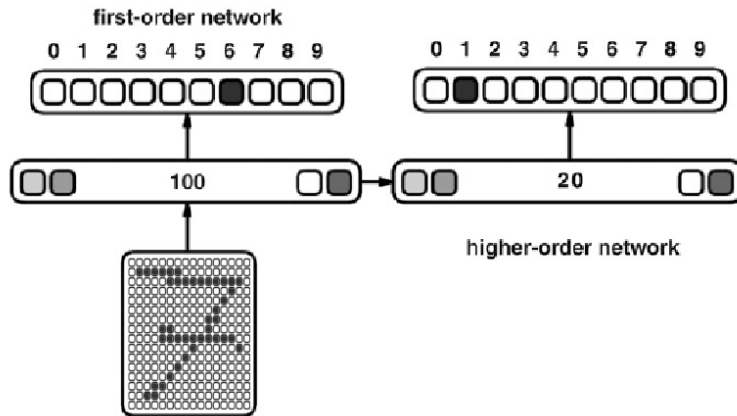 first-order network
0 1 2 3 4 5 6 7 8 9
0 1 2 3 4 5 6 7 8 9
100
20
higher-order network